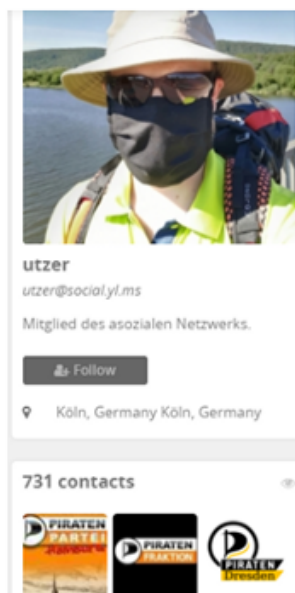 utzer
utzer@social.yl.ms
Mitglied des asozialen Netzwerks.
Follow
Köln, Germany Köln, Germany
731 contacts
PIRATEN
PARTEI
PIRATEN
FRAKTION
PIRATEN
Dresden